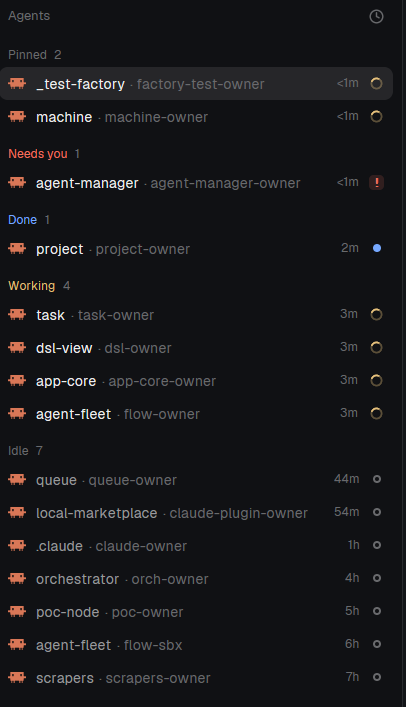 Agents
Pinned 2
_test-factory · factory-test-owner <1m
machine · machine-owner <1m
Needs you 1
agent-manager · agent-manager-owner <1m !
Done 1
project · project-owner 2m
Working 4
task · task-owner 3m
dsl-view · dsl-owner 3m
app-core · app-core-owner 3m
agent-fleet · flow-owner 3m
Idle 7
queue · queue-owner 44m
local-marketplace · claude-plugin-owner 54m
.claude · claude-owner 1h
orchestrator · orch-owner 4h
poc-node · poc-owner 5h
agent-fleet · flow-sbx 6h
scrapers · scrapers-owner 7h